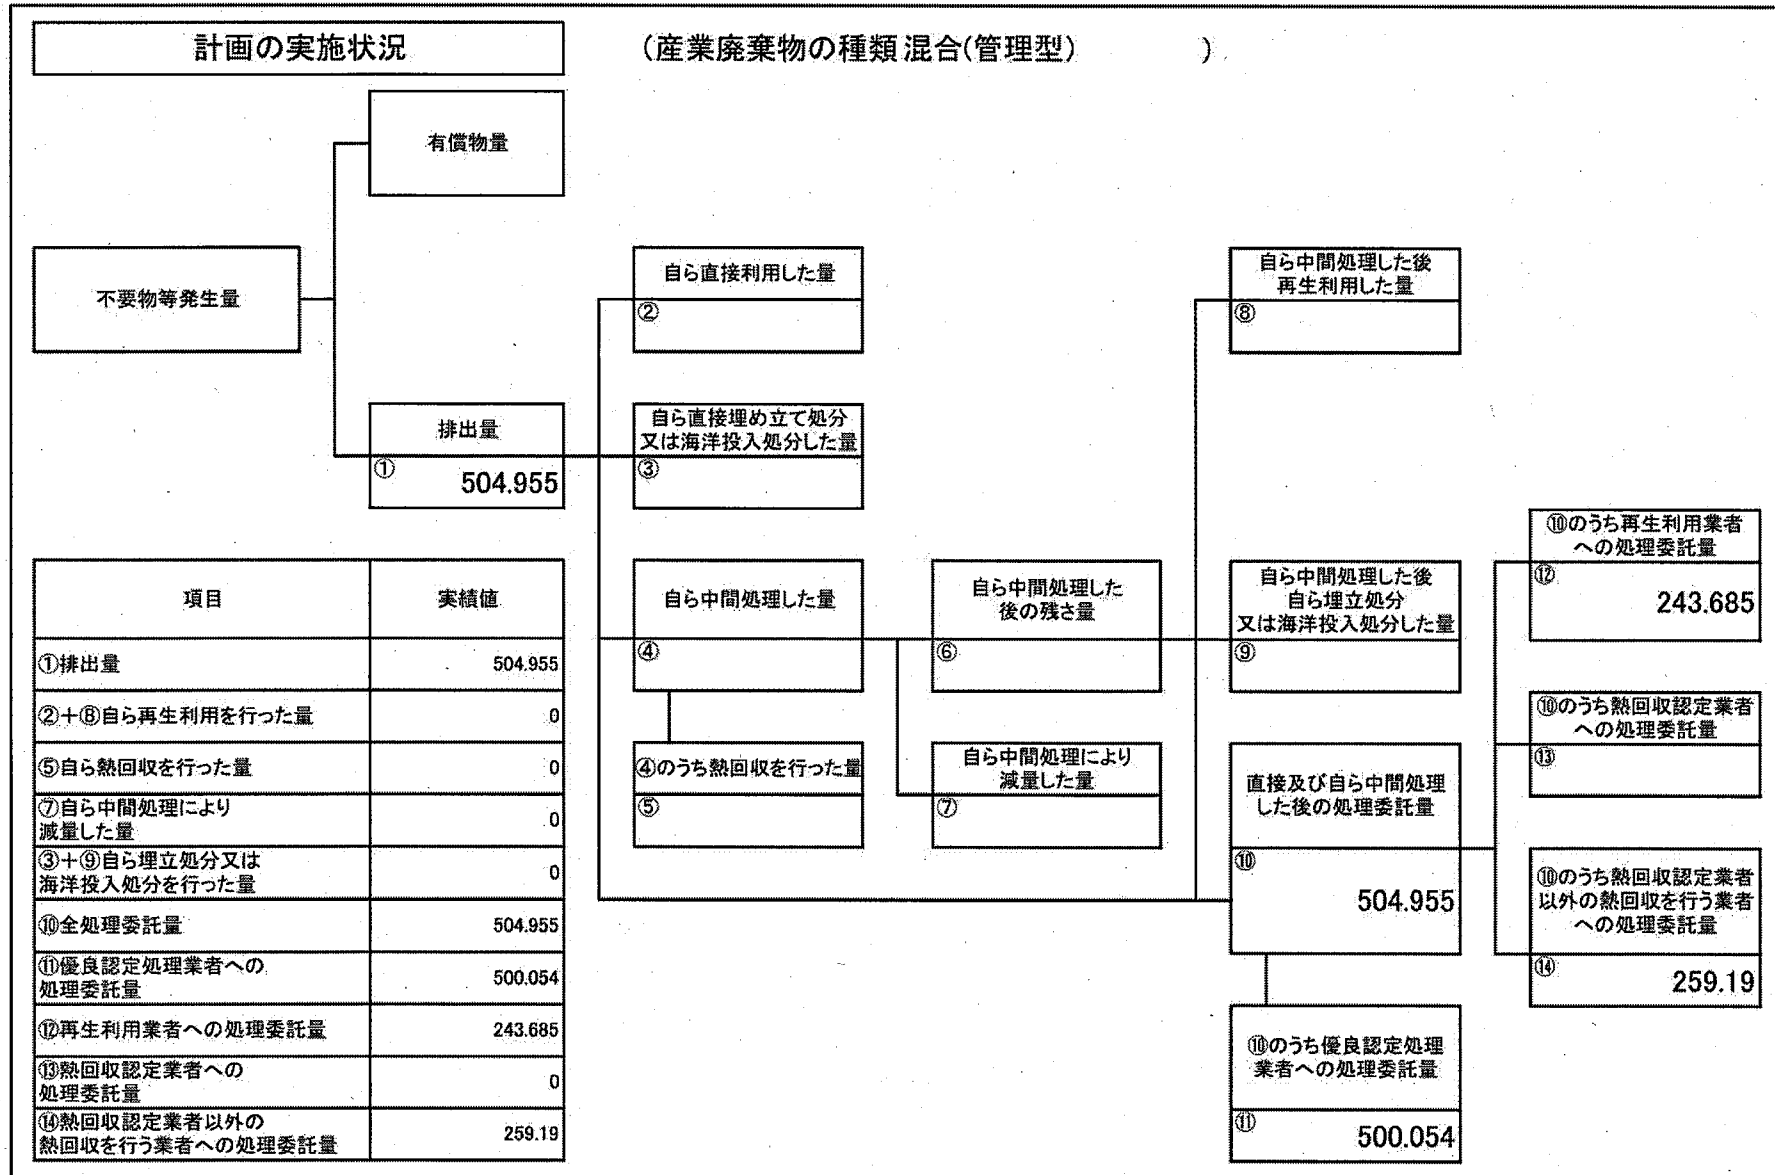 計画の実施状況
(産業廃棄物の種類 混合(管理型) )
有償物量
不要物等発生量
排出量
①
504.955
自ら直接利用した量
②
自ら直接埋め立て処分
又は海洋投入処分した量
③
自ら中間処理した量
④
④のうち熱回収を行った量
⑤
自ら中間処理した
後の残さ量
⑥
自ら中間処理により
減量した量
⑦
自ら中間処理した後
再生利用した量
⑧
自ら中間処理した後
自ら埋立処分
又は海洋投入処分した量
⑨
直接及び自ら中間処理
した後の処理委託量
⑩
504.955
⑩のうち優良認定処理
業者への処理委託量
⑪
500.054
⑩のうち再生利用業者
への処理委託量
⑫
243.685
⑩のうち熱回収認定業者
への処理委託量
⑬
⑩のうち熱回収認定業者
以外の熱回収を行う業者
への処理委託量
⑭
259.19
項目 実績値
①排出量 504.955
②+⑧自ら再生利用を行った量 0
⑤自ら熱回収を行った量 0
⑦自ら中間処理により
減量した量 0
③+⑨自ら埋立処分又は
海洋投入処分を行った量 0
⑩全処理委託量 504.955
⑪優良認定処理業者への
処理委託量 500.054
⑫再生利用業者への処理委託量 243.685
⑬熱回収認定業者への
処理委託量 0
⑭熱回収認定業者以外の
熱回収を行う業者への処理委託量 259.19